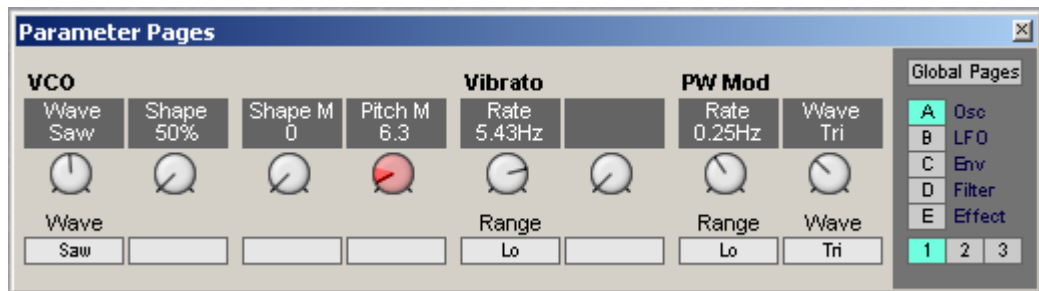 Parameter Pages
VCO Vibrato PW Mod
Wave Shape Shape M Pitch M Rate Rate Wave
Saw 50% 0 6.3 5.43Hz 0.25Hz Tri
Wave Range Range Wave
Saw Lo Lo Tri
Global Pages
A Osc
B LFO
C Env
D Filter
E Effect
1 2 3